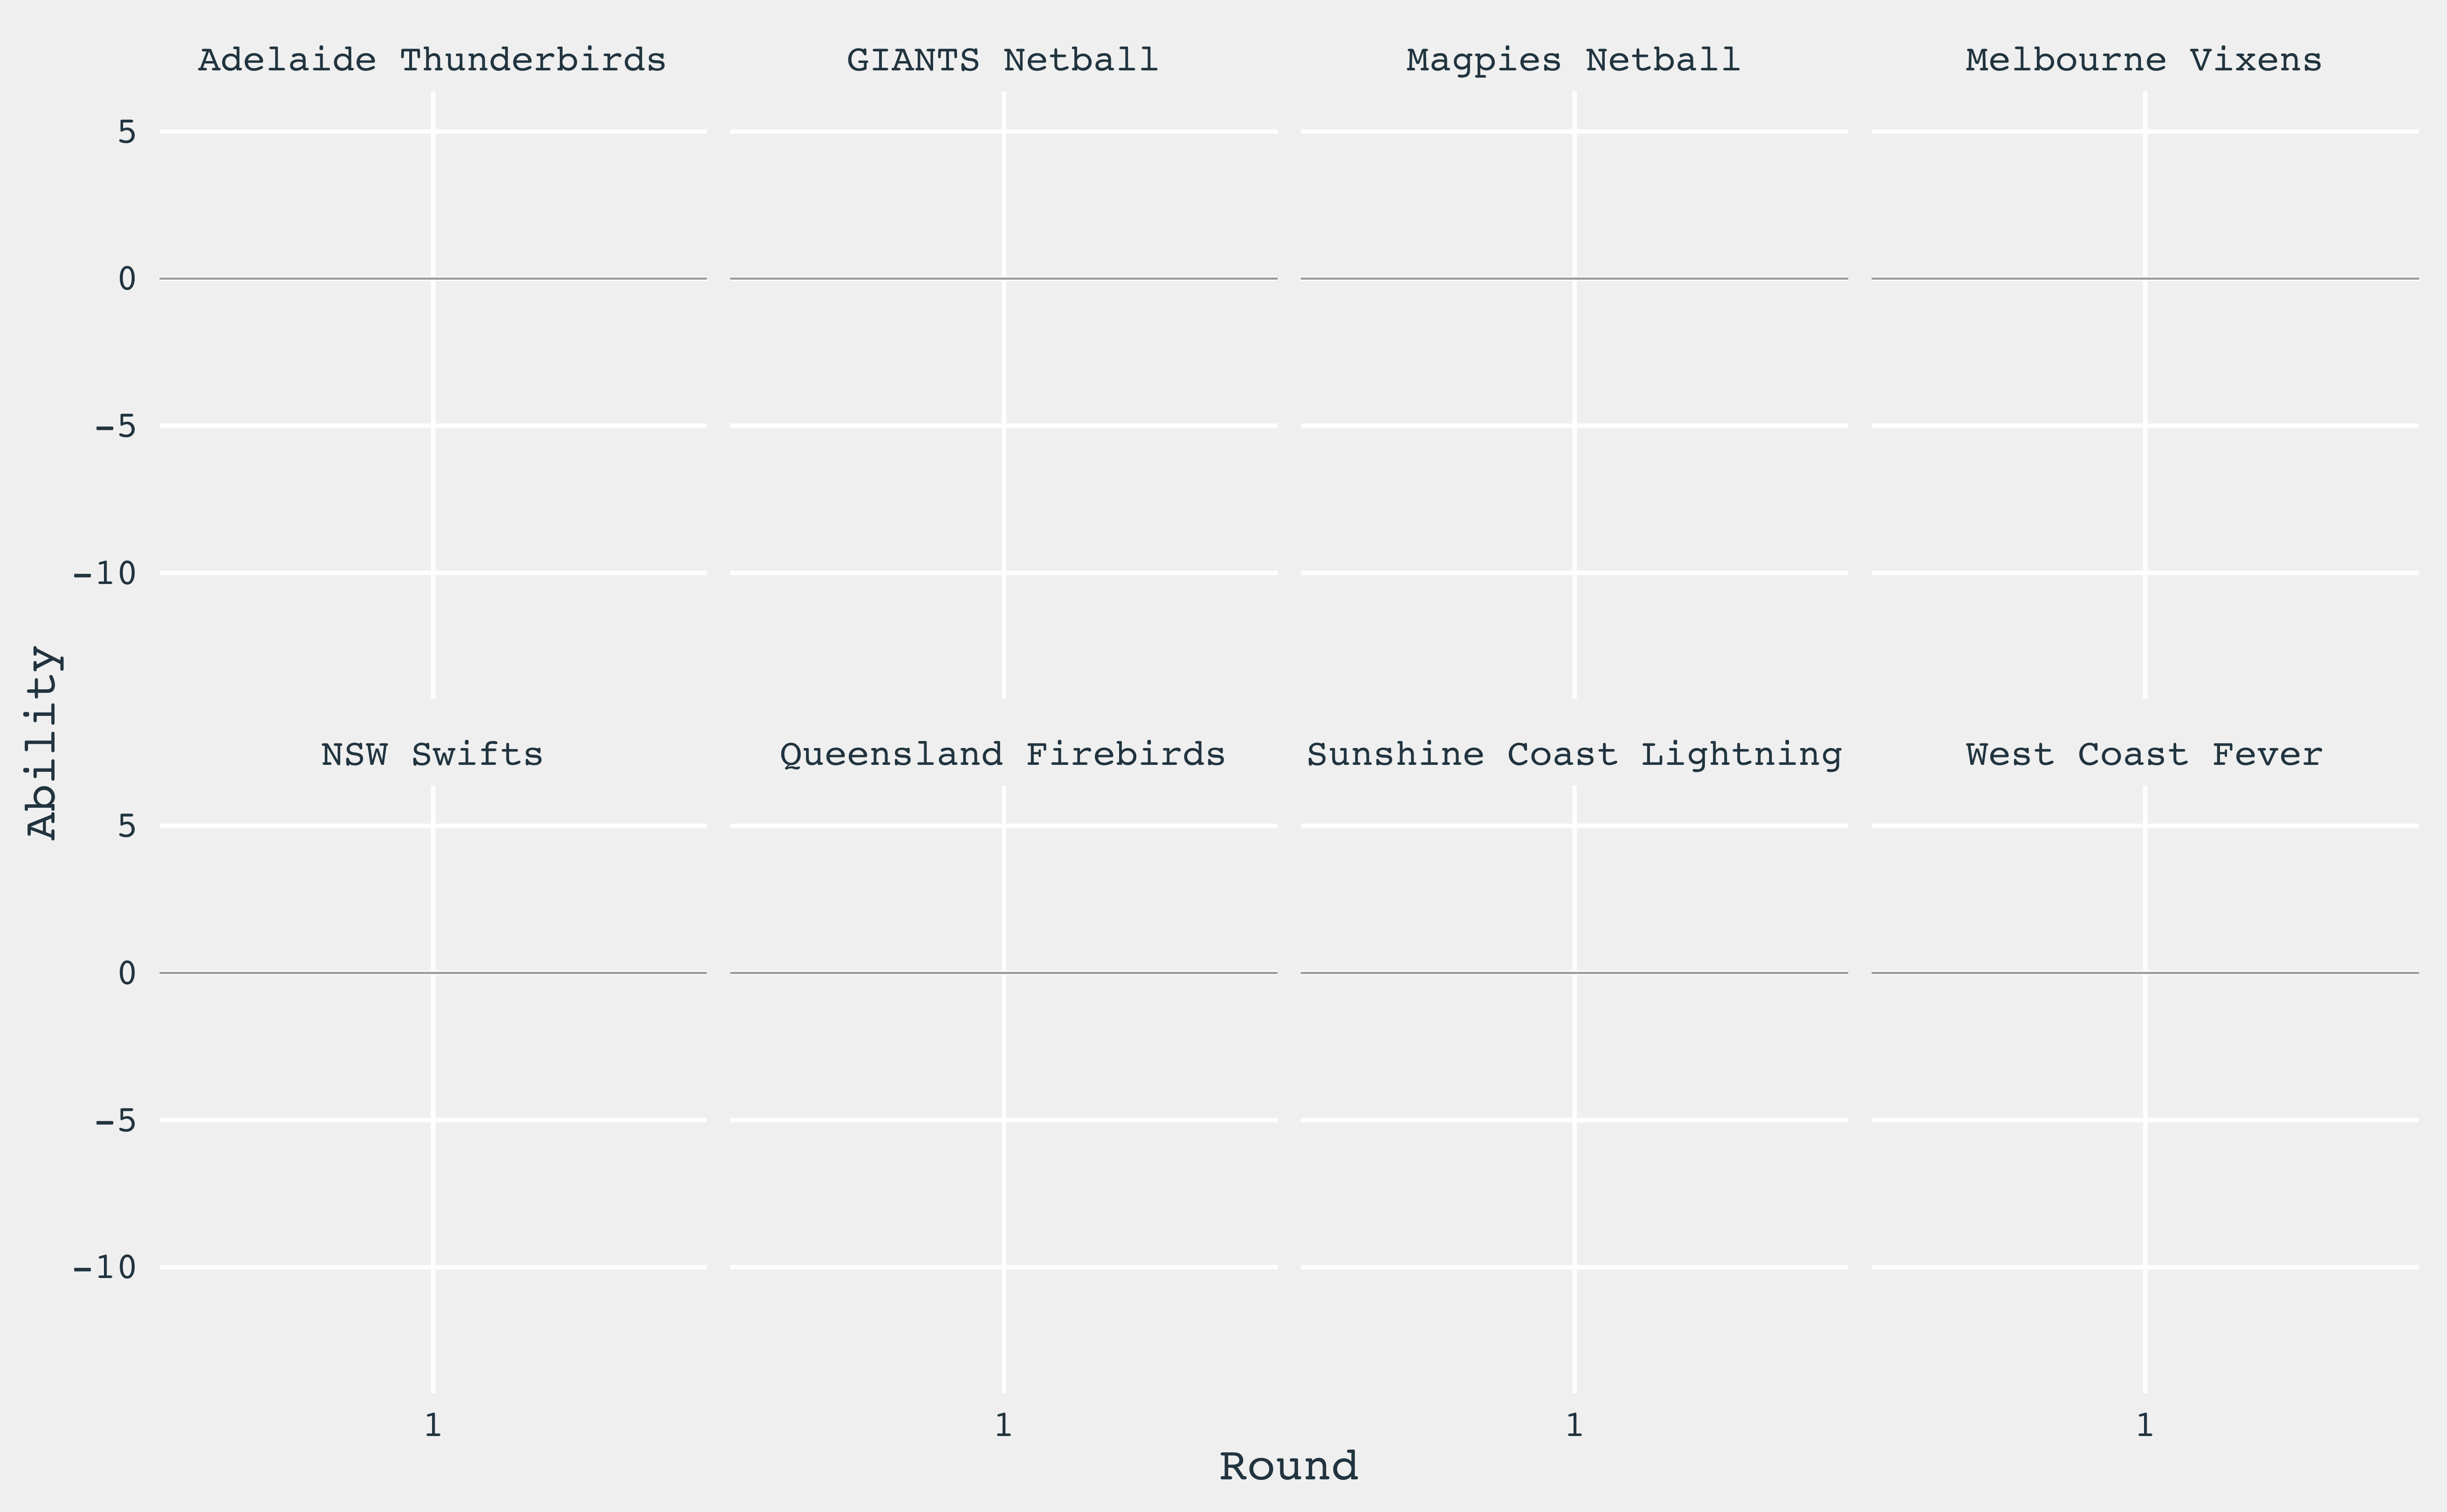 Adelaide Thunderbirds GIANTS Netball Magpies Netball Melbourne Vixens
5
0
-5
-10
Ability
NSW Swifts Queensland Firebirds Sunshine Coast Lightning West Coast Fever
5
0
-5
-10
1 1 1 1
Round